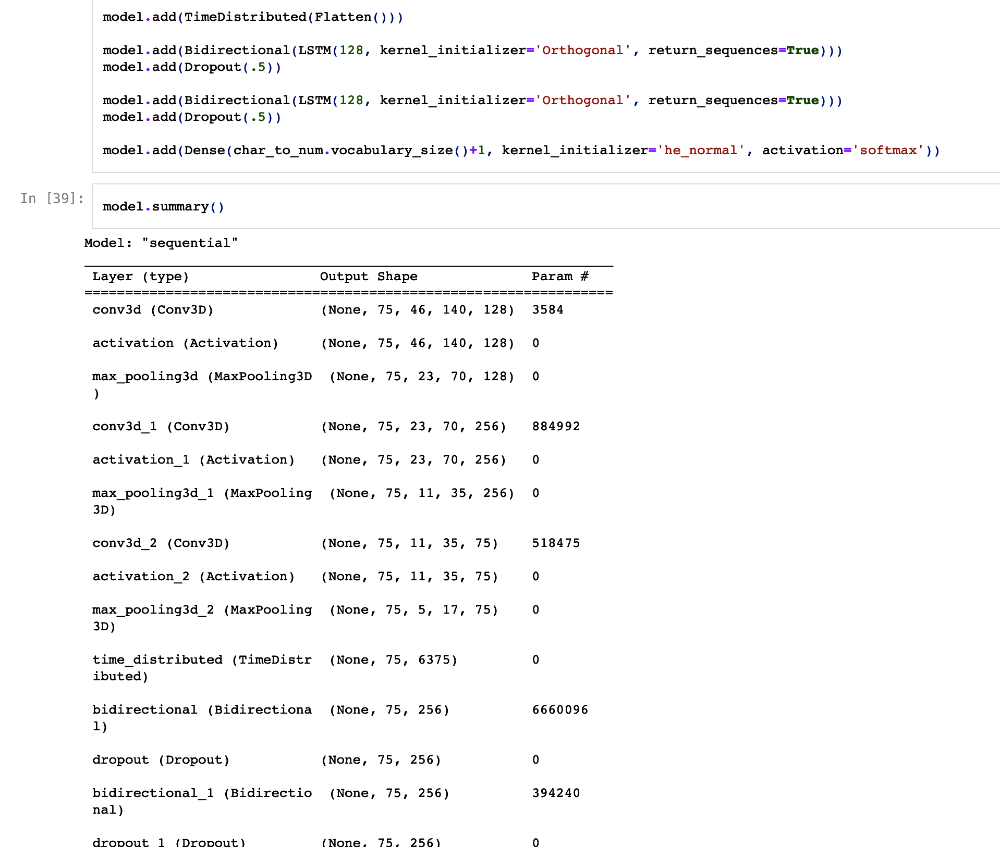 model.add(TimeDistributed(Flatten()))
model.add(Bidirectional(LSTM(128, kernel_initializer='Orthogonal', return_sequences=True)))
model.add(Dropout(.5))
model.add(Bidirectional(LSTM(128, kernel_initializer='Orthogonal', return_sequences=True)))
model.add(Dropout(.5))
model.add(Dense(char_to_num.vocabulary_size()+1, kernel_initializer='he_normal', activation='softmax'))
In [39]:
model.summary()
Model: "sequential"
_________________________________________________________________
Layer (type) Output Shape Param #
=================================================================
conv3d (Conv3D) (None, 75, 46, 140, 128) 3584
activation (Activation) (None, 75, 46, 140, 128) 0
max_pooling3d (MaxPooling3D (None, 75, 23, 70, 128) 0
)
conv3d_1 (Conv3D) (None, 75, 23, 70, 256) 884992
activation_1 (Activation) (None, 75, 23, 70, 256) 0
max_pooling3d_1 (MaxPooling (None, 75, 11, 35, 256) 0
3D)
conv3d_2 (Conv3D) (None, 75, 11, 35, 75) 518475
activation_2 (Activation) (None, 75, 11, 35, 75) 0
max_pooling3d_2 (MaxPooling (None, 75, 5, 17, 75) 0
3D)
time_distributed (TimeDistr (None, 75, 6375) 0
ibuted)
bidirectional (Bidirectiona (None, 75, 256) 6660096
l)
dropout (Dropout) (None, 75, 256) 0
bidirectional_1 (Bidirectio (None, 75, 256) 394240
nal)
dropout_1 (Dropout) (None, 75, 256) 0